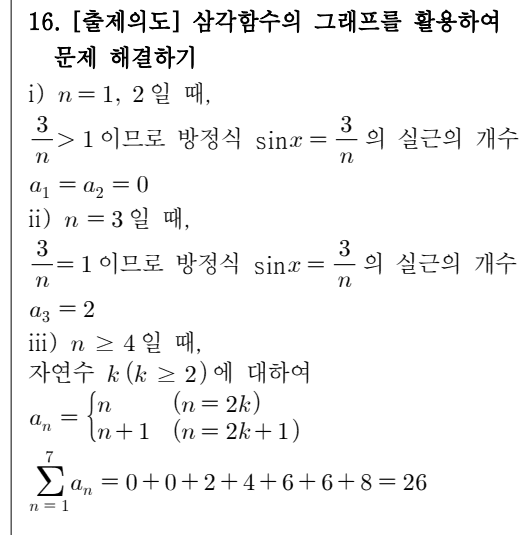 16. [출제의도] 삼각함수의 그래프를 활용하여
문제 해결하기
i) n = 1, 2 일 때,
3/n > 1 이므로 방정식 sinx = 3/n 의 실근의 개수
a₁ = a₂ = 0
ii) n = 3 일 때,
3/n = 1 이므로 방정식 sinx = 3/n 의 실근의 개수
a₃ = 2
iii) n ≥ 4 일 때,
자연수 k (k ≥ 2) 에 대하여
aₙ = { n (n = 2k)
n + 1 (n = 2k + 1)
7
∑ aₙ = 0 + 0 + 2 + 4 + 6 + 6 + 8 = 26
n = 1